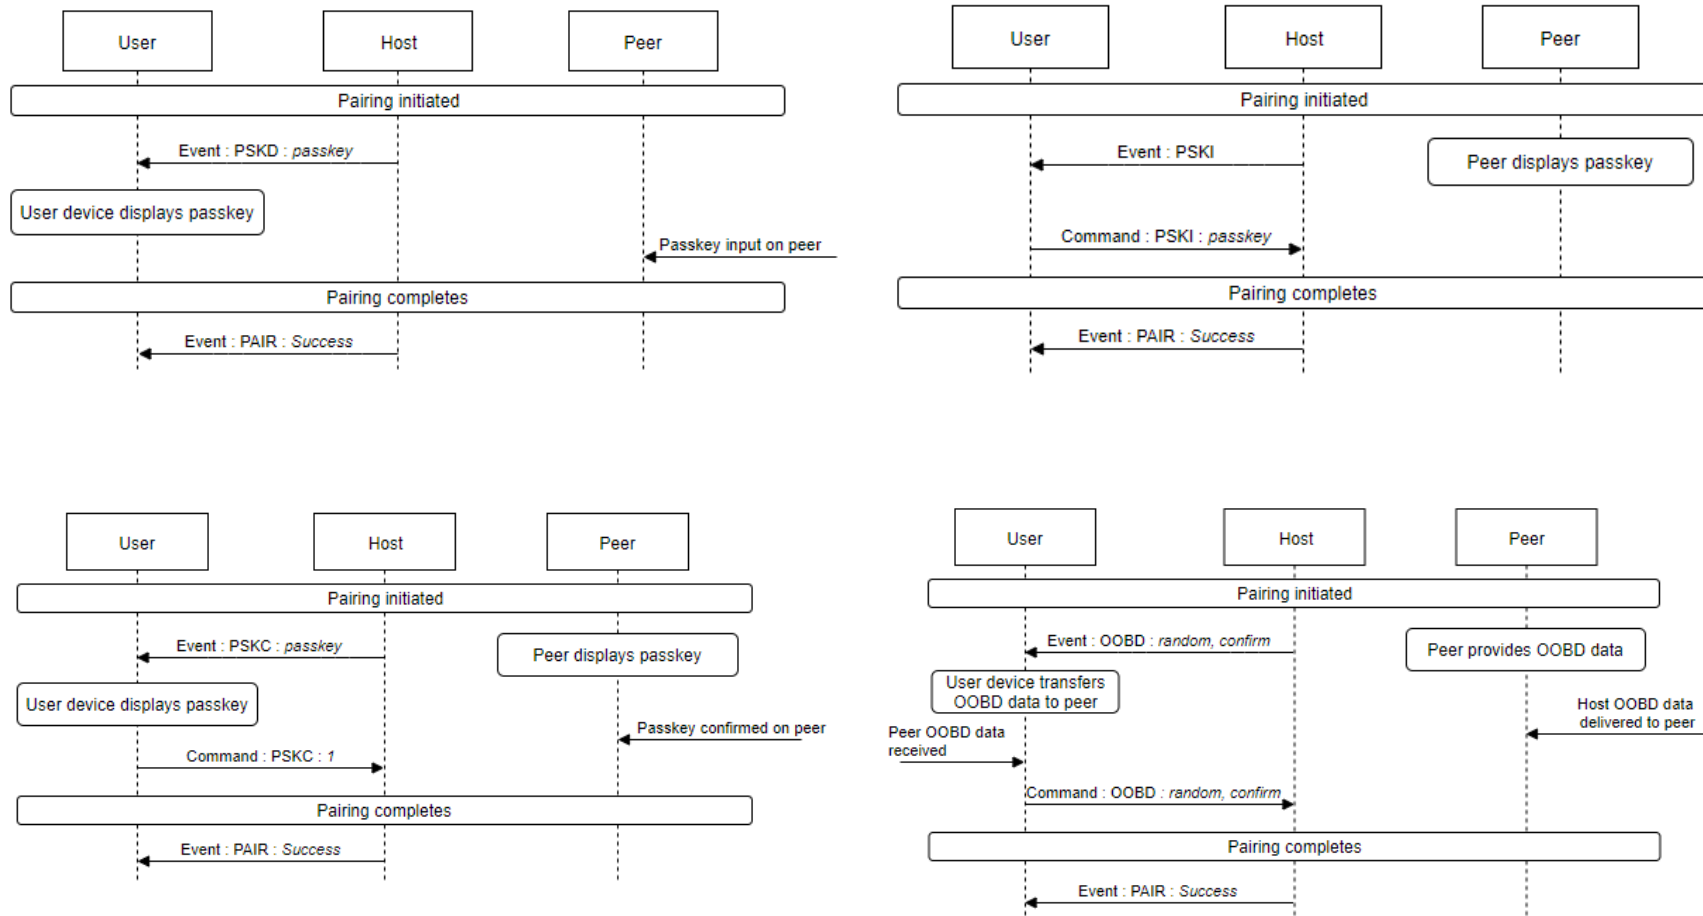 User
Host
Peer
Pairing initiated
Event : PSKD : passkey
User device displays passkey
Passkey input on peer
Pairing completes
Event : PAIR : Success
User
Host
Peer
Pairing initiated
Event : PSKI
Peer displays passkey
Command : PSKI : passkey
Pairing completes
Event : PAIR : Success
User
Host
Peer
Pairing initiated
Event : PSKC : passkey
Peer displays passkey
User device displays passkey
Passkey confirmed on peer
Command : PSKC : 1
Pairing completes
Event : PAIR : Success
User
Host
Peer
Pairing initiated
Event : OOBD : random, confirm
Peer provides OOBD data
User device transfers
OOBD data to peer
Host OOBD data
delivered to peer
Peer OOBD data
received
Command : OOBD : random, confirm
Pairing completes
Event : PAIR : Success